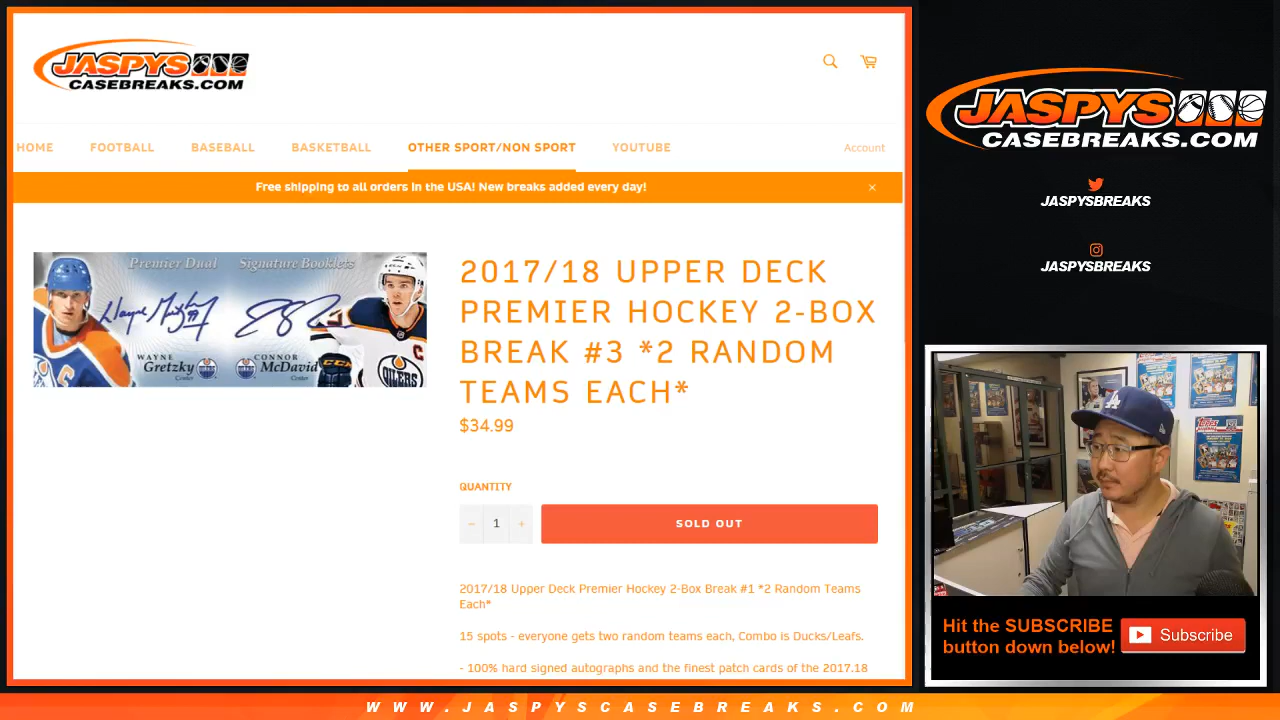 JASPYS
CASEBREAKS.COM
HOME
FOOTBALL
BASEBALL
BASKETBALL
OTHER SPORT/NON SPORT
YOUTUBE
Account
Free shipping to all orders in the USA! New breaks added every day!
×
Premier Dual Signature Booklets
WAYNE
Gretzky
Center
CONNOR
McDavid
Center
2017/18 UPPER DECK
PREMIER HOCKEY 2-BOX
BREAK #3 *2 RANDOM
TEAMS EACH*
$34.99
QUANTITY
− 1 +
SOLD OUT
2017/18 Upper Deck Premier Hockey 2-Box Break #1 *2 Random Teams
Each*
15 spots - everyone gets two random teams each, Combo is Ducks/Leafs.
- 100% hard signed autographs and the finest patch cards of the 2017.18
JASPYS
CASEBREAKS.COM
JASPYSBREAKS
JASPYSBREAKS
TOPPS
Hit the SUBSCRIBE
button down below!
Subscribe
WWW.JASPYSCASEBREAKS.COM